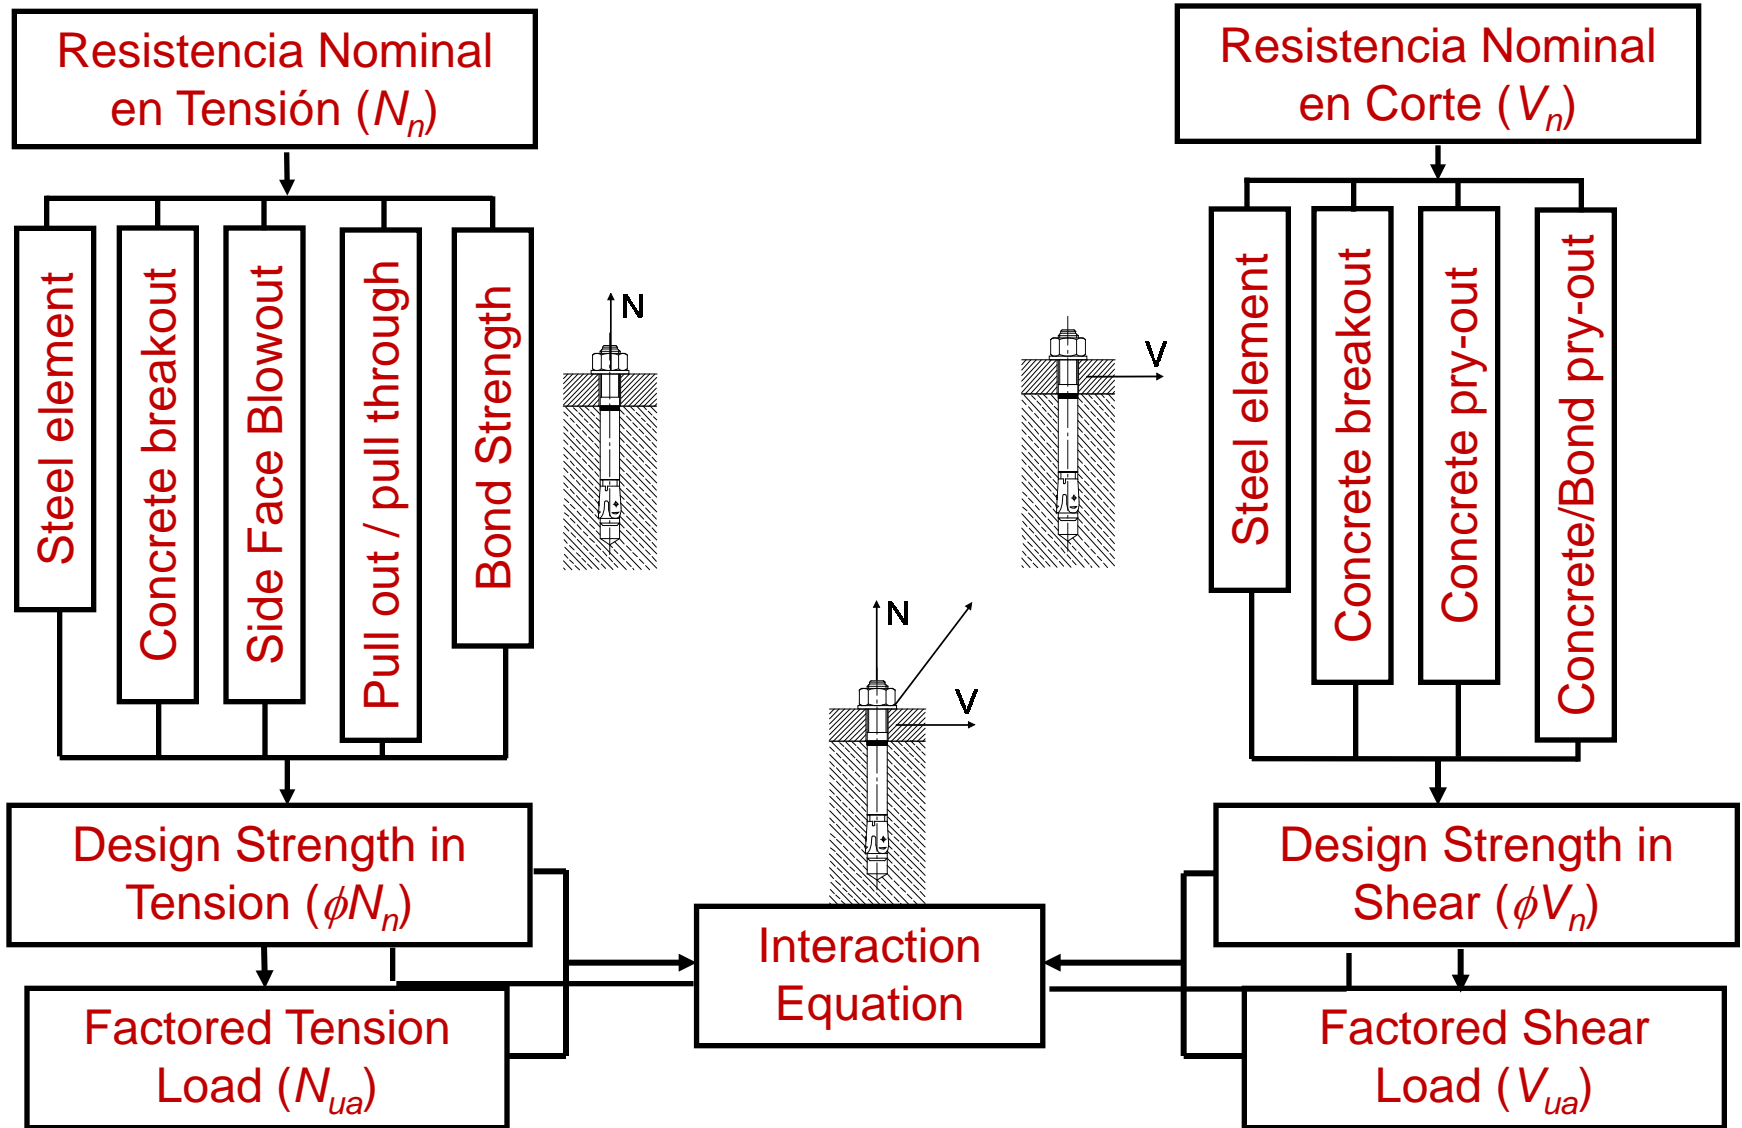 Resistencia Nominal
en Tensión (Nn)
Steel element
Concrete breakout
Side Face Blowout
Pull out / pull through
Bond Strength
N
Design Strength in
Tension (ϕNn)
Factored Tension
Load (Nua)
N
V
Interaction
Equation
Resistencia Nominal
en Corte (Vn)
V
Steel element
Concrete breakout
Concrete pry-out
Concrete/Bond pry-out
Design Strength in
Shear (ϕVn)
Factored Shear
Load (Vua)